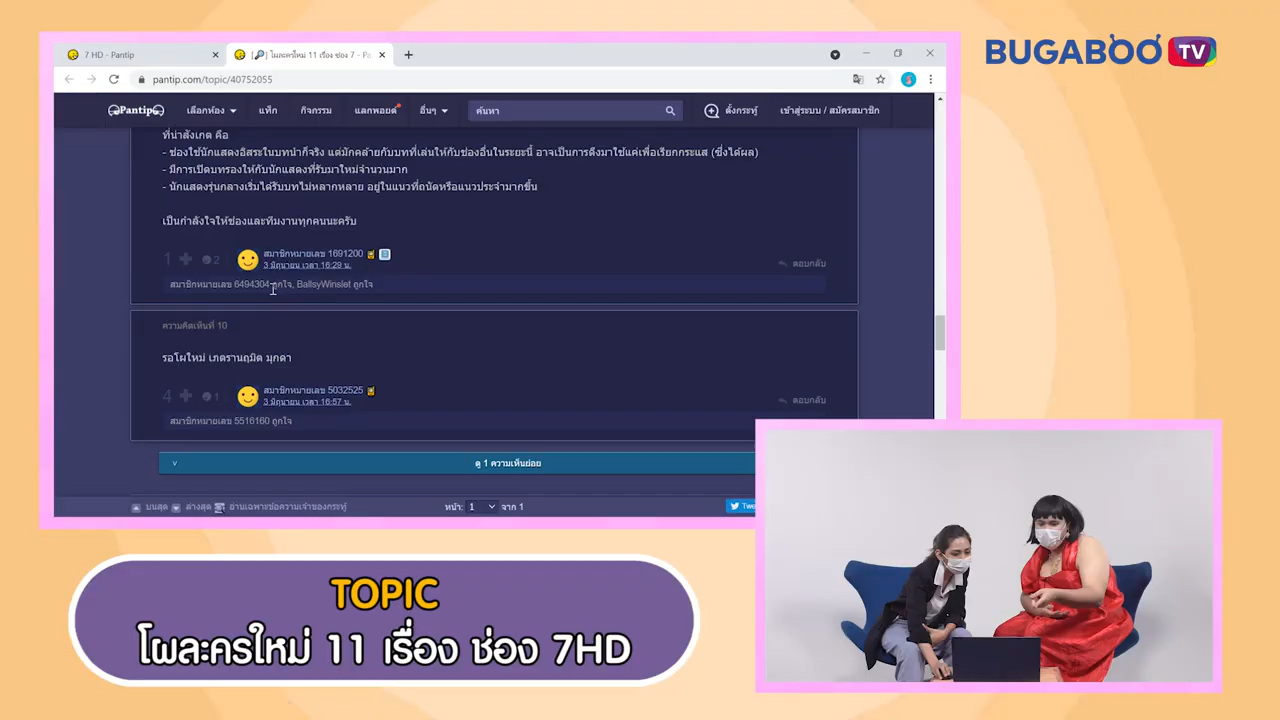 BUGABOO TV
7 HD - Pantip
[🔎] โผละครใหม่ 11 เรื่อง ช่อง 7 - Pa
pantip.com/topic/40752055
Pantip
เลือกห้อง
แท็ก
กิจกรรม
แลกพอยต์
อื่นๆ
ค้นหา
ตั้งกระทู้
เข้าสู่ระบบ / สมัครสมาชิก
ที่น่าสังเกต คือ
- ช่องใช้นักแสดงอิสระในบทนำก็จริง แต่มักคล้ายกับบทที่เล่นให้กับช่องอื่นในระยะนี้ อาจเป็นการดึงมาใช้แค่เพื่อเรียกกระแส (ซึ่งได้ผล)
- มีการเปิดบทรองให้กับนักแสดงที่รับมาใหม่จำนวนมาก
- นักแสดงรุ่นกลางเริ่มได้รับบทไม่หลากหลาย อยู่ในแนวที่ถนัดหรือแนวประจำมากขึ้น
เป็นกำลังใจให้ช่องและทีมงานทุกคนนะครับ
1
2
สมาชิกหมายเลข 1691200
3 มิถุนายน เวลา 16:29 น.
ตอบกลับ
สมาชิกหมายเลข 6494304 ถูกใจ, BallsyWinslet ถูกใจ
ความคิดเห็นที่ 10
รอโผใหม่ เภตรานฤมิต มุกดา
4
1
สมาชิกหมายเลข 5032525
3 มิถุนายน เวลา 16:57 น.
ตอบกลับ
สมาชิกหมายเลข 5516160 ถูกใจ
ดู 1 ความเห็นย่อย
บนสุด
ล่างสุด
อ่านเฉพาะข้อความเจ้าของกระทู้
หน้า: 1 จาก 1
Twe
TOPIC
โผละครใหม่ 11 เรื่อง ช่อง 7HD